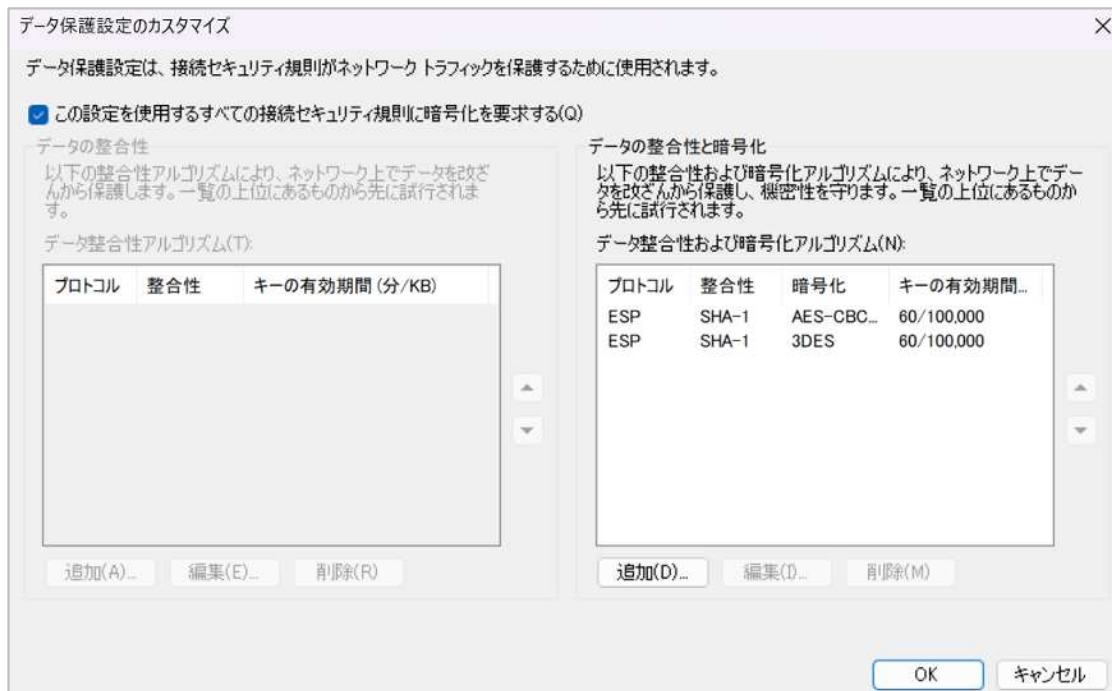 データ保護設定のカスタマイズ
データ保護設定は、接続セキュリティ規則がネットワーク トラフィックを保護するために使用されます。
この設定を使用するすべての接続セキュリティ規則に暗号化を要求する(Q)
データの整合性
以下の整合性アルゴリズムにより、ネットワーク上でデータを改ざ
んから保護します。一覧の上位にあるものから先に試行されま
す。
データ整合性アルゴリズム(T):
プロトコル 整合性 キーの有効期間 (分/KB)
追加(A)... 編集(E)... 削除(R)
データの整合性と暗号化
以下の整合性および暗号化アルゴリズムにより、ネットワーク上でデー
タを改ざんから保護し、機密性を守ります。一覧の上位にあるものか
ら先に試行されます。
データ整合性および暗号化アルゴリズム(N):
プロトコル 整合性 暗号化 キーの有効期間...
ESP SHA-1 AES-CBC... 60/100,000
ESP SHA-1 3DES 60/100,000
追加(D)... 編集(I)... 削除(M)
OK キャンセル